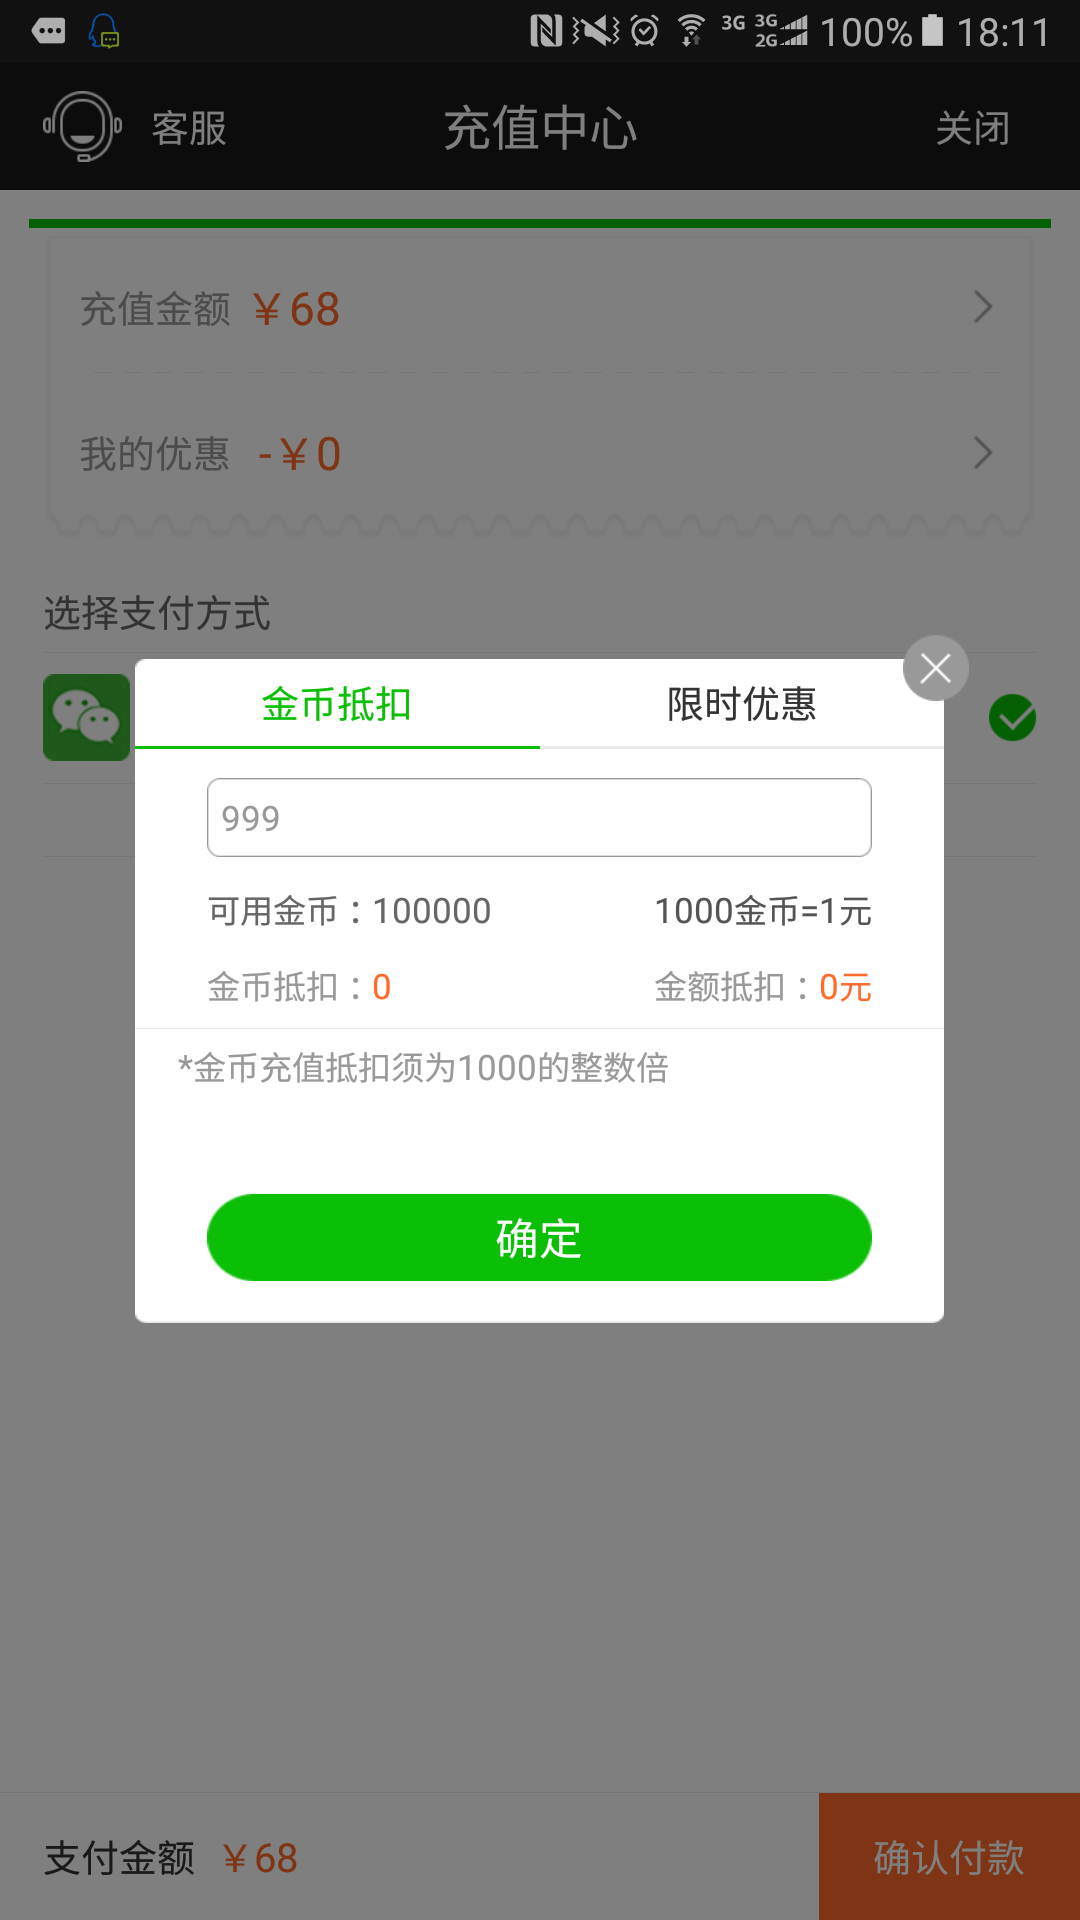 3G 3G 2G 100% 18:11
客服 充值中心 关闭
充值金额 ￥68
我的优惠 -￥0
选择支付方式
金币抵扣 限时优惠
999
可用金币：100000 1000金币=1元
金币抵扣：0 金额抵扣：0元
*金币充值抵扣须为1000的整数倍
确定
支付金额 ￥68 确认付款